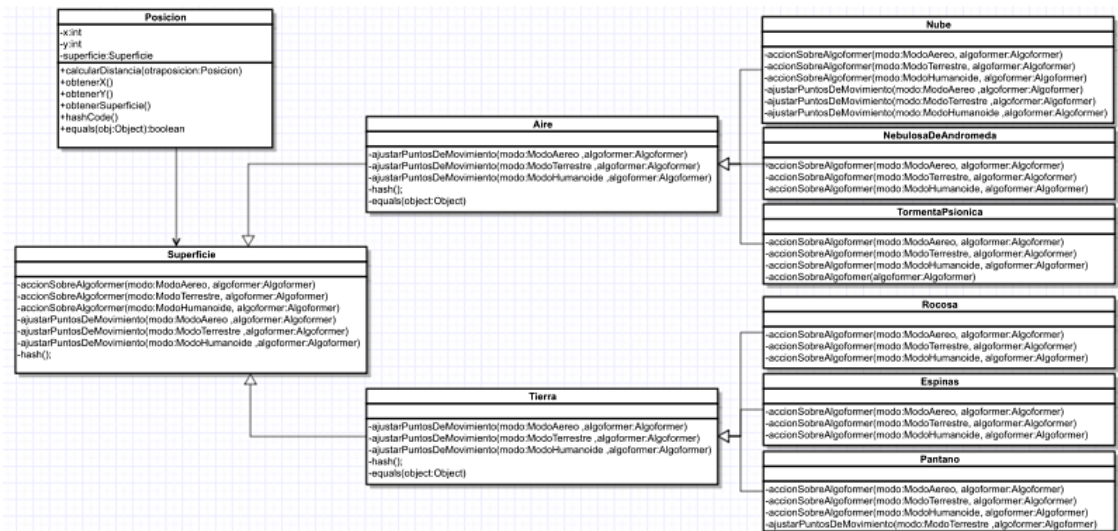 Posicion
-x:int
-y:int
-superficie:Superficie
+calcularDistancia(otraposicion:Posicion)
+obtenerX()
+obtenerY()
+obtenerSuperficie()
+hashCode()
+equals(obj:Object):boolean
Superficie
-accionSobreAlgoformer(modo:ModoAereo, algoformer:Algoformer)
-accionSobreAlgoformer(modo:ModoTerrestre, algoformer:Algoformer)
-accionSobreAlgoformer(modo:ModoHumanoide, algoformer:Algoformer)
-ajustarPuntosDeMovimiento(modo:ModoAereo ,algoformer:Algoformer)
-ajustarPuntosDeMovimiento(modo:ModoTerrestre ,algoformer:Algoformer)
-ajustarPuntosDeMovimiento(modo:ModoHumanoide ,algoformer:Algoformer)
-hash();
Aire
-ajustarPuntosDeMovimiento(modo:ModoAereo ,algoformer:Algoformer)
-ajustarPuntosDeMovimiento(modo:ModoTerrestre ,algoformer:Algoformer)
-ajustarPuntosDeMovimiento(modo:ModoHumanoide ,algoformer:Algoformer)
-hash();
-equals(object:Object)
Tierra
-ajustarPuntosDeMovimiento(modo:ModoAereo ,algoformer:Algoformer)
-ajustarPuntosDeMovimiento(modo:ModoTerrestre ,algoformer:Algoformer)
-ajustarPuntosDeMovimiento(modo:ModoHumanoide ,algoformer:Algoformer)
-hash();
-equals(object:Object)
Nube
-accionSobreAlgoformer(modo:ModoAereo, algoformer:Algoformer)
-accionSobreAlgoformer(modo:ModoTerrestre, algoformer:Algoformer)
-accionSobreAlgoformer(modo:ModoHumanoide, algoformer:Algoformer)
-ajustarPuntosDeMovimiento(modo:ModoAereo ,algoformer:Algoformer)
-ajustarPuntosDeMovimiento(modo:ModoTerrestre ,algoformer:Algoformer)
-ajustarPuntosDeMovimiento(modo:ModoHumanoide ,algoformer:Algoformer)
NebulosaDeAndromeda
-accionSobreAlgoformer(modo:ModoAereo, algoformer:Algoformer)
-accionSobreAlgoformer(modo:ModoTerrestre, algoformer:Algoformer)
-accionSobreAlgoformer(modo:ModoHumanoide, algoformer:Algoformer)
TormentaPsionica
-accionSobreAlgoformer(modo:ModoAereo, algoformer:Algoformer)
-accionSobreAlgoformer(modo:ModoTerrestre, algoformer:Algoformer)
-accionSobreAlgoformer(modo:ModoHumanoide, algoformer:Algoformer)
-accionSobreAlgomer(algoformer:Algoformer)
Rocosa
-accionSobreAlgoformer(modo:ModoAereo, algoformer:Algoformer)
-accionSobreAlgoformer(modo:ModoTerrestre, algoformer:Algoformer)
-accionSobreAlgoformer(modo:ModoHumanoide, algoformer:Algoformer)
Espinas
-accionSobreAlgoformer(modo:ModoAereo, algoformer:Algoformer)
-accionSobreAlgoformer(modo:ModoTerrestre, algoformer:Algoformer)
-accionSobreAlgoformer(modo:ModoHumanoide, algoformer:Algoformer)
Pantano
-accionSobreAlgoformer(modo:ModoAereo, algoformer:Algoformer)
-accionSobreAlgoformer(modo:ModoTerrestre, algoformer:Algoformer)
-accionSobreAlgoformer(modo:ModoHumanoide, algoformer:Algoformer)
-ajustarPuntosDeMovimiento(modo:ModoTerrestre ,algoformer:Algoformer)